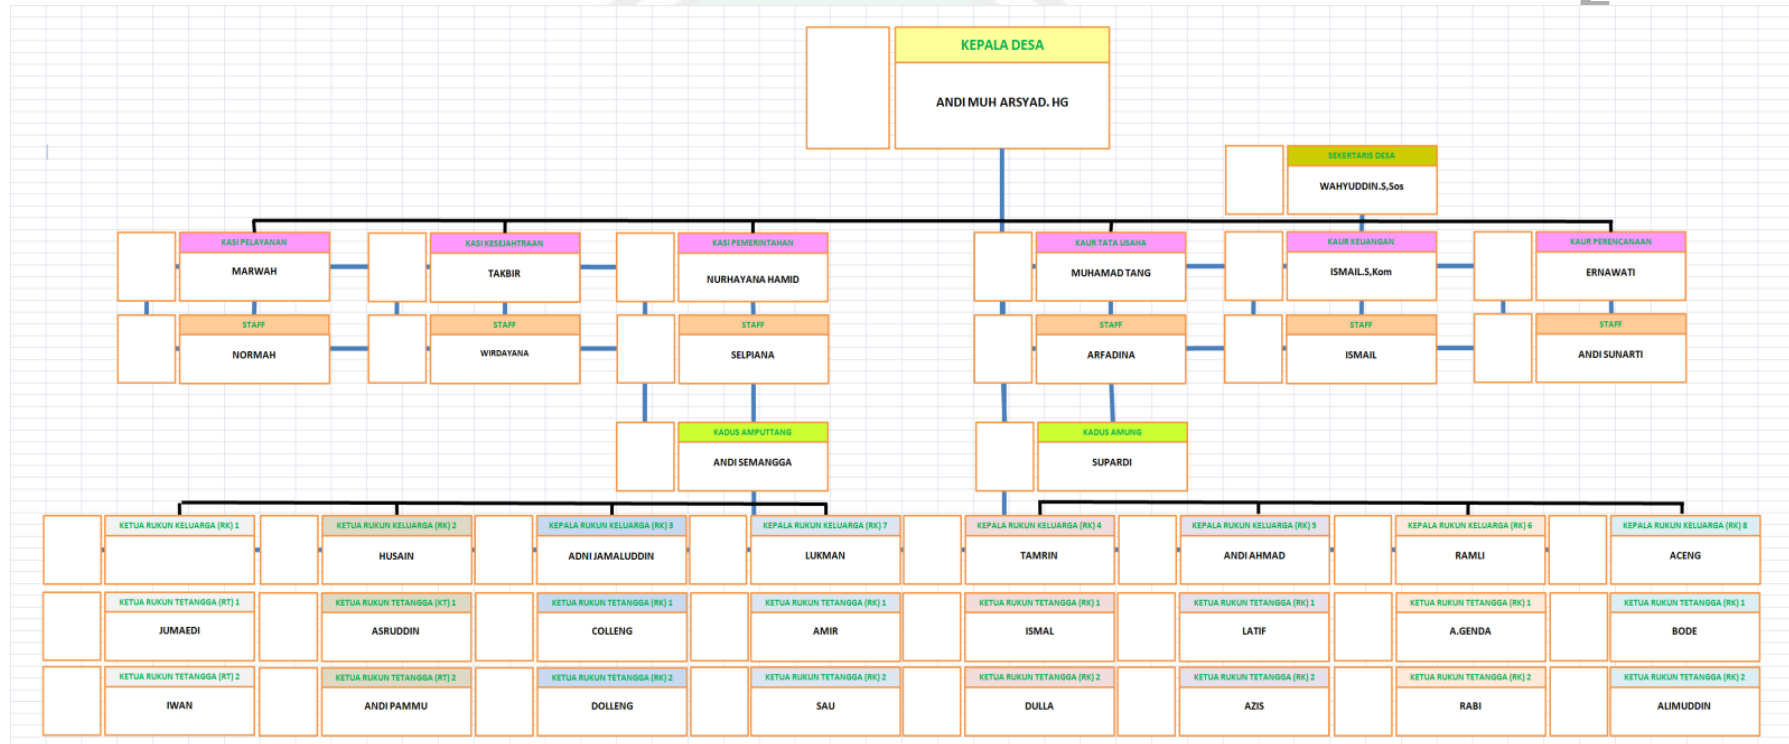 KEPALA DESA
ANDI MUH ARSYAD. HG
SEKERTARIS DESA
WAHYUDDIN.S,Sos
KASI PELAYANAN
MARWAH
KASI KESEJAHTRAAN
TAKBIR
KASI PEMERINTAHAN
NURHAYANA HAMID
KAUR TATA USAHA
MUHAMAD TANG
KAUR KEUANGAN
ISMAIL.S,Kom
KAUR PERENCANAAN
ERNAWATI
STAFF
NORMAH
STAFF
WIRDAYANA
STAFF
SELPIANA
STAFF
ARFADINA
STAFF
ISMAIL
STAFF
ANDI SUNARTI
KADUS AMPUTTANG
ANDI SEMANGGA
KADUS AMUNG
SUPARDI
KETUA RUKUN KELUARGA (RK) 1
KETUA RUKUN KELUARGA (RK) 2
HUSAIN
KEPALA RUKUN KELUARGA (RK) 3
ADNI JAMALUDDIN
KEPALA RUKUN KELUARGA (RK) 7
LUKMAN
KEPALA RUKUN KELUARGA (RK) 4
TAMRIN
KEPALA RUKUN KELUARGA (RK) 5
ANDI AHMAD
KEPALA RUKUN KELUARGA (RK) 6
RAMLI
KEPALA RUKUN KELUARGA (RK) 8
ACENG
KETUA RUKUN TETANGGA (RT) 1
JUMAEDI
KETUA RUKUN TETANGGA (KT) 1
ASRUDDIN
KETUA RUKUN TETANGGA (RK) 1
COLLENG
KETUA RUKUN TETANGGA (RK) 1
AMIR
KETUA RUKUN TETANGGA (RK) 1
ISMAL
KETUA RUKUN TETANGGA (RK) 1
LATIF
KETUA RUKUN TETANGGA (RK) 1
A.GENDA
KETUA RUKUN TETANGGA (RK) 1
BODE
KETUA RUKUN TETANGGA (RT) 2
IWAN
KETUA RUKUN TETANGGA (RT) 2
ANDI PAMMU
KETUA RUKUN TETANGGA (RK) 2
DOLLENG
KETUA RUKUN TETANGGA (RK) 2
SAU
KETUA RUKUN TETANGGA (RK) 2
DULLA
KETUA RUKUN TETANGGA (RK) 2
AZIS
KETUA RUKUN TETANGGA (RK) 2
RABI
KETUA RUKUN TETANGGA (RK) 2
ALIMUDDIN